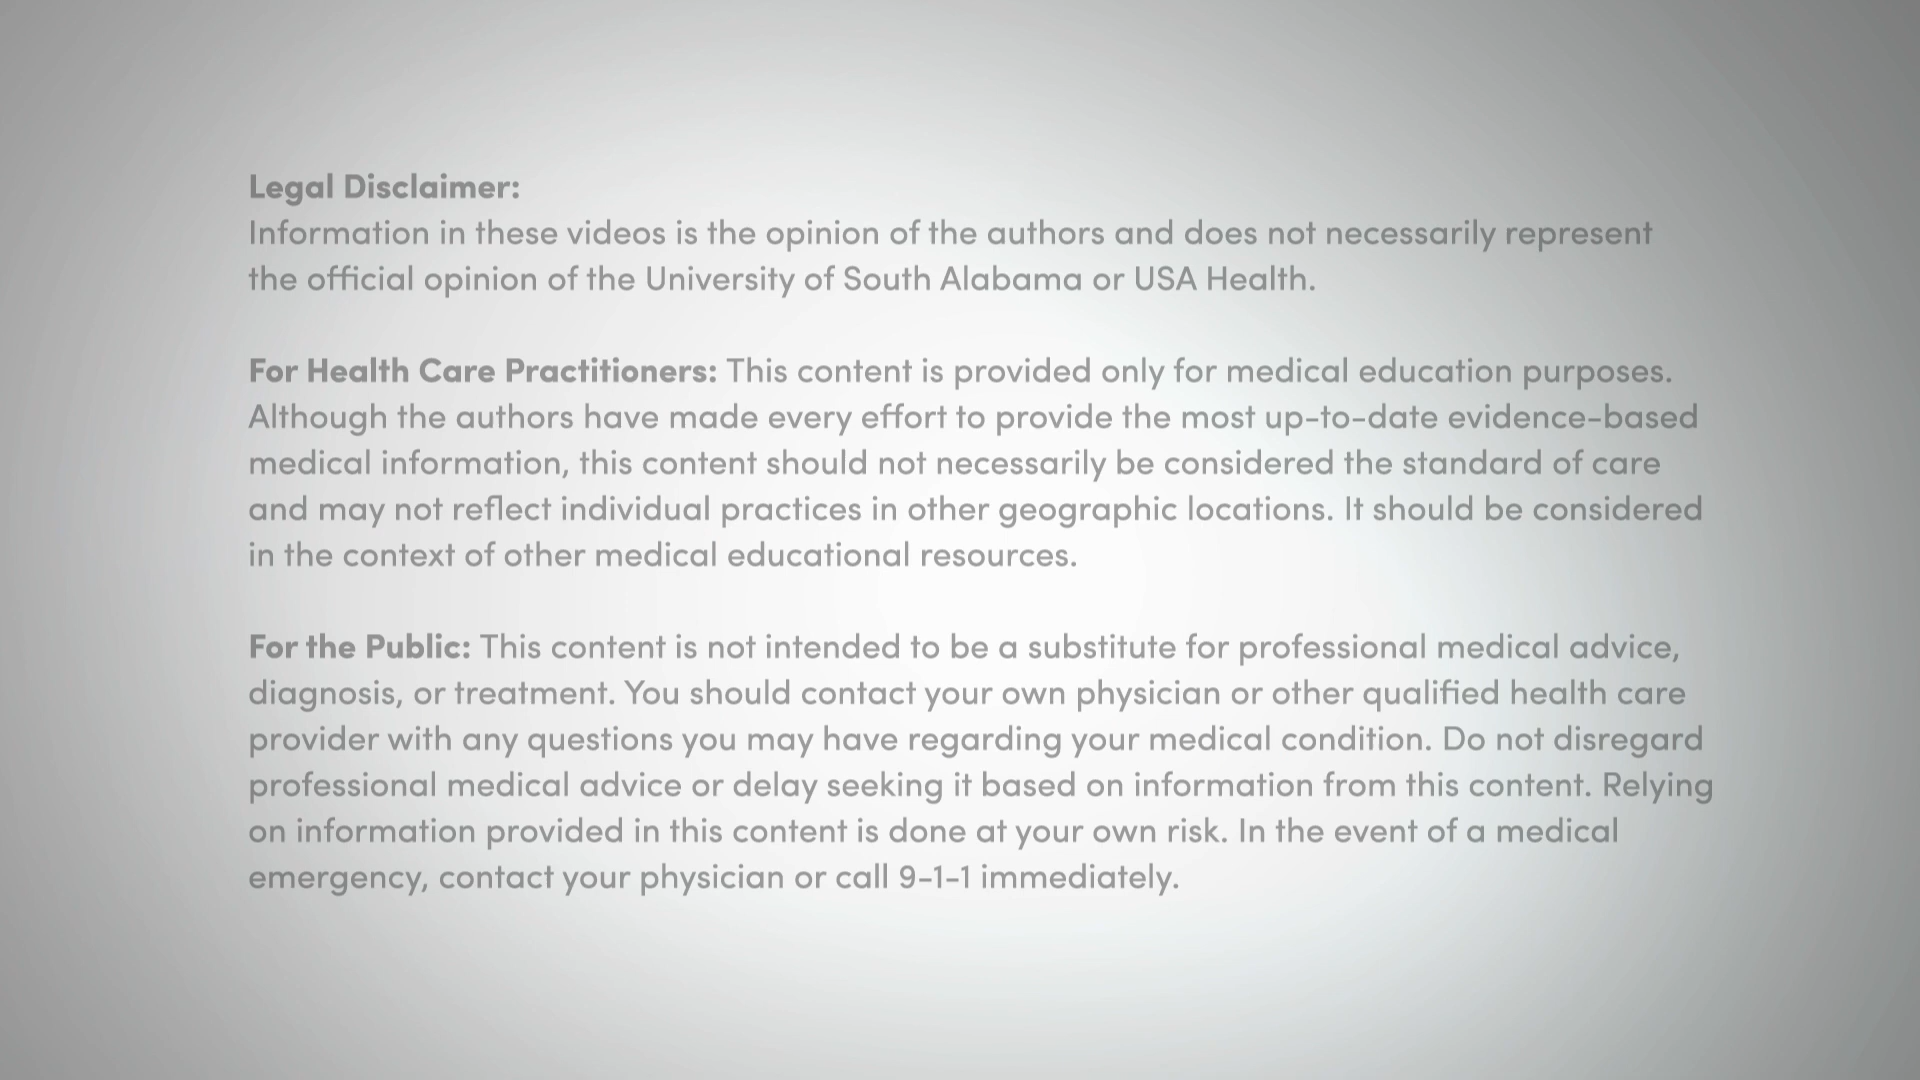 Legal Disclaimer:
Information in these videos is the opinion of the authors and does not necessarily represent
the official opinion of the University of South Alabama or USA Health.
For Health Care Practitioners: This content is provided only for medical education purposes.
Although the authors have made every effort to provide the most up-to-date evidence-based
medical information, this content should not necessarily be considered the standard of care
and may not reflect individual practices in other geographic locations. It should be considered
in the context of other medical educational resources.
For the Public: This content is not intended to be a substitute for professional medical advice,
diagnosis, or treatment. You should contact your own physician or other qualified health care
provider with any questions you may have regarding your medical condition. Do not disregard
professional medical advice or delay seeking it based on information from this content. Relying
on information provided in this content is done at your own risk. In the event of a medical
emergency, contact your physician or call 9-1-1 immediately.